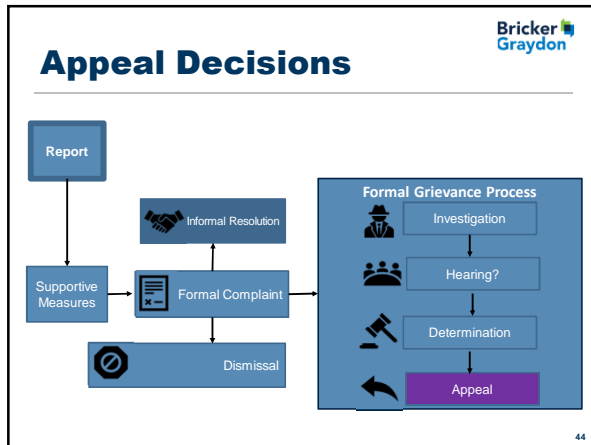 Bricker
Graydon
Appeal Decisions
Report
Supportive
Measures
Informal Resolution
Formal Complaint
Dismissal
Formal Grievance Process
Investigation
Hearing?
Determination
Appeal
44